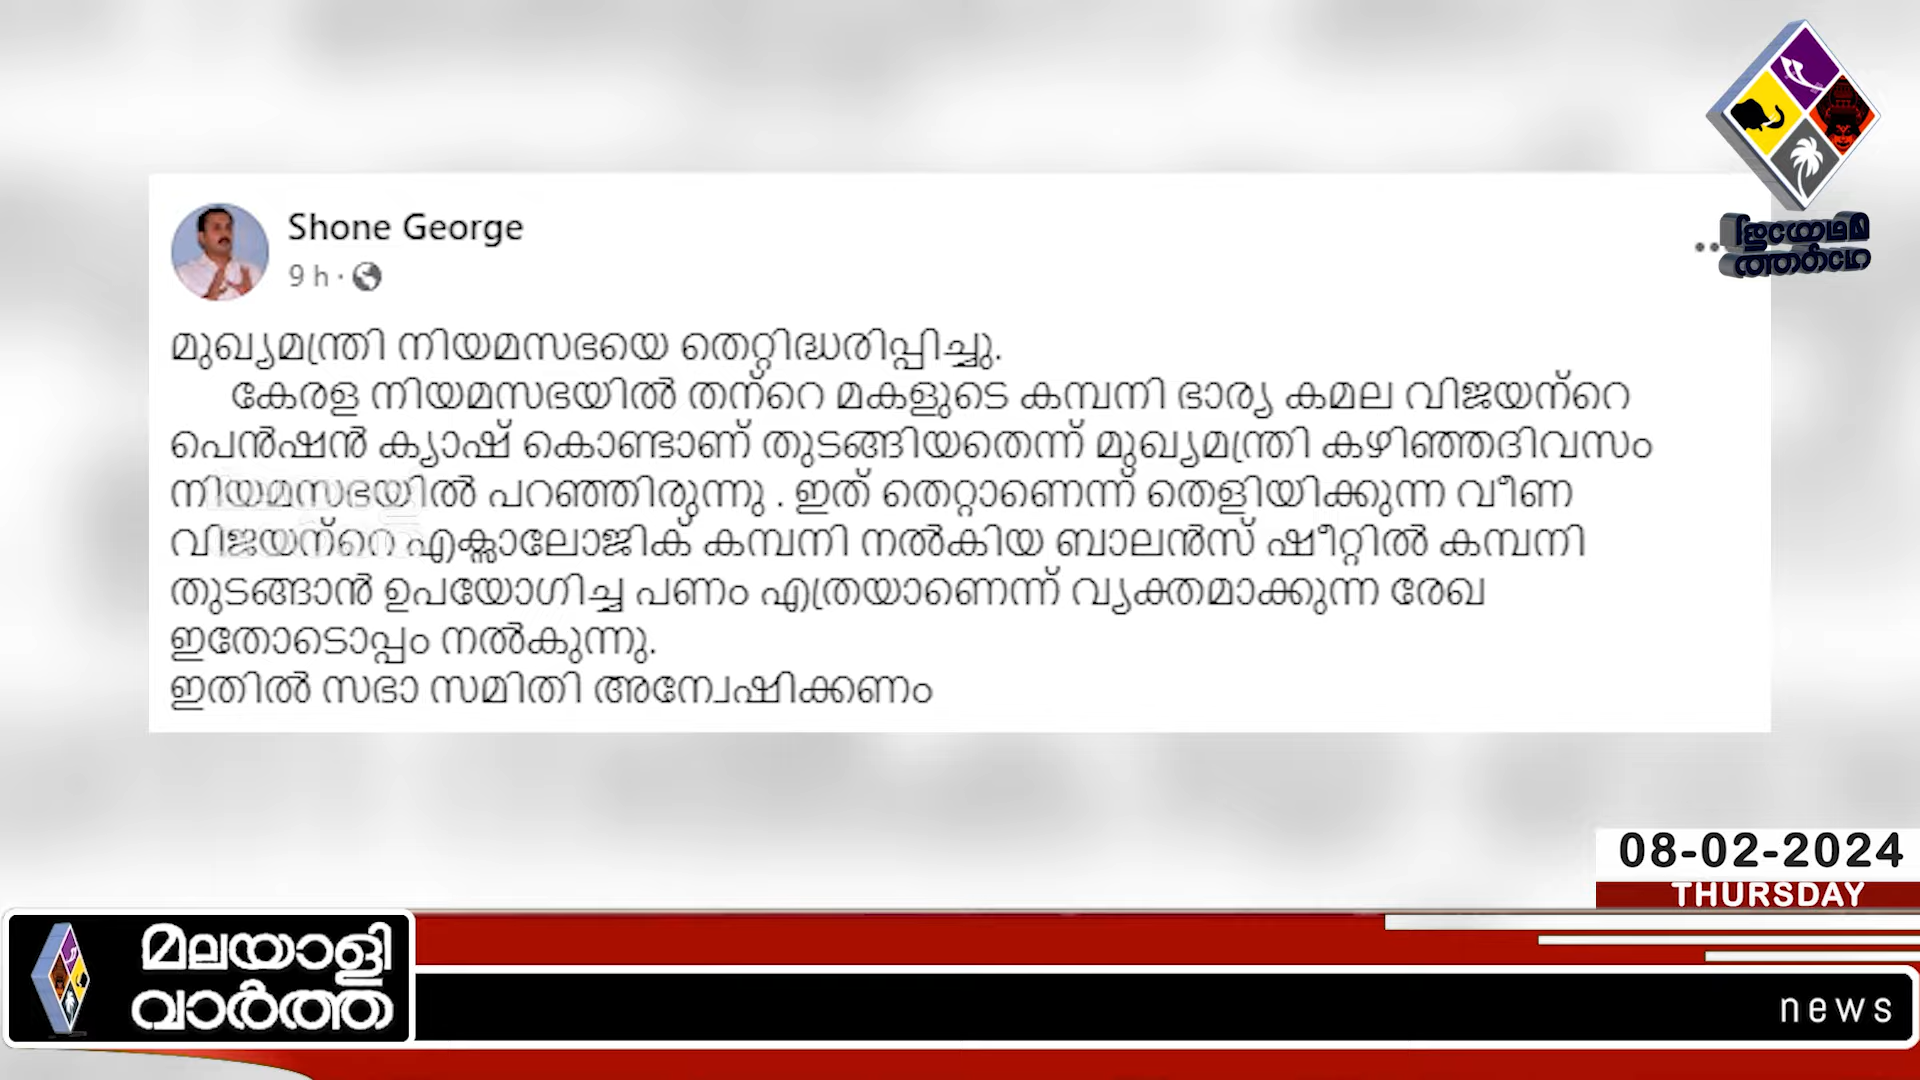 Shone George
9 h ·
മുഖ്യമന്ത്രി നിയമസഭയെ തെറ്റിദ്ധരിപ്പിച്ചു.
കേരള നിയമസഭയിൽ തന്റെ മകളുടെ കമ്പനി ഭാര്യ കമല വിജയന്റെ
പെൻഷൻ ക്യാഷ് കൊണ്ടാണ് തുടങ്ങിയതെന്ന് മുഖ്യമന്ത്രി കഴിഞ്ഞദിവസം
നിയമസഭയിൽ പറഞ്ഞിരുന്നു . ഇത് തെറ്റാണെന്ന് തെളിയിക്കുന്ന വീണ
വിജയന്റെ എക്സാലോജിക് കമ്പനി നൽകിയ ബാലൻസ് ഷീറ്റിൽ കമ്പനി
തുടങ്ങാൻ ഉപയോഗിച്ച പണം എത്രയാണെന്ന് വ്യക്തമാക്കുന്ന രേഖ
ഇതോടൊപ്പം നൽകുന്നു.
ഇതിൽ സഭാ സമിതി അന്വേഷിക്കണം
08-02-2024
THURSDAY
മലയാളി
വാർത്ത
news